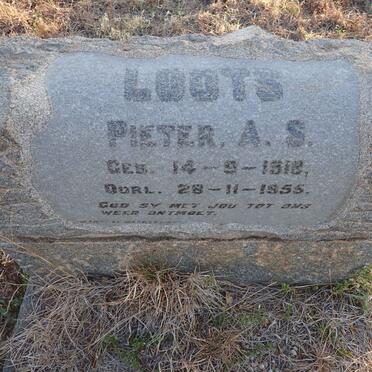 LOOTS
PIETER. A. S.
GEB. 14-9-1918,
OORL. 28-11-1955.
GOD SY MET JOU TOT ONS
WEER ONTMOET.